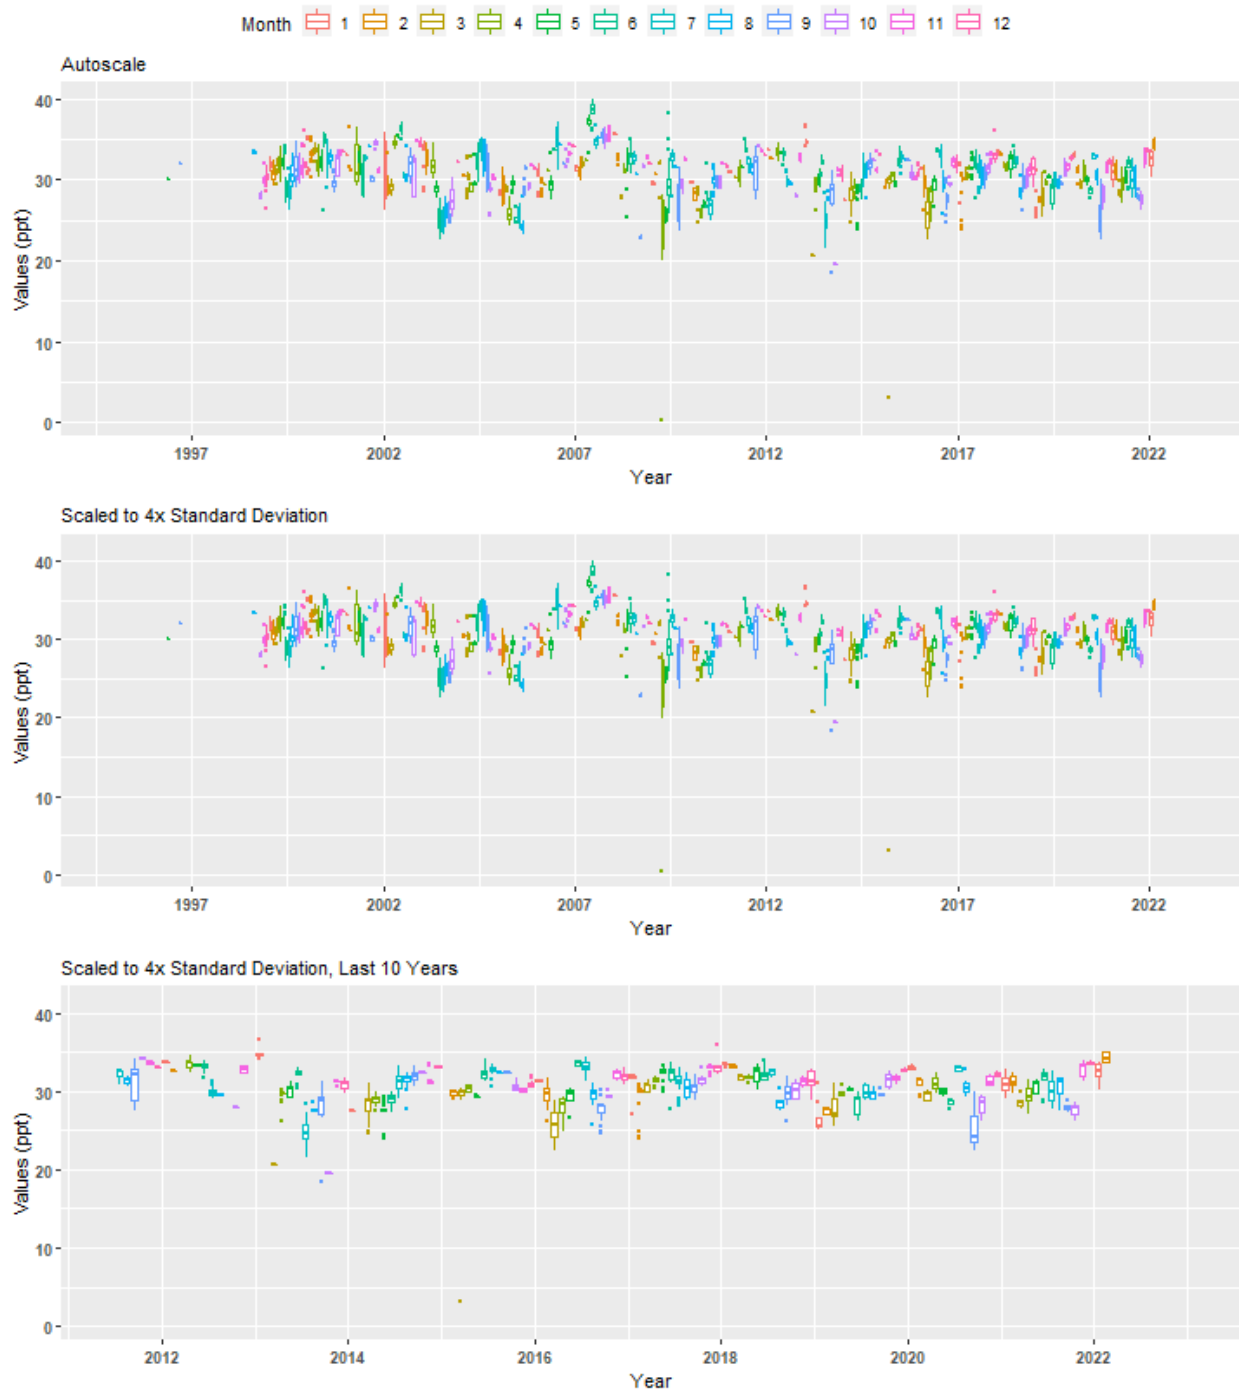 Month 1 2 3 4 5 6 7 8 9 10 11 12
Autoscale
40
30
20
10
0
Values (ppt)
1997 2002 2007 2012 2017 2022
Year
Scaled to 4x Standard Deviation
40
30
20
10
0
Values (ppt)
1997 2002 2007 2012 2017 2022
Year
Scaled to 4x Standard Deviation, Last 10 Years
40
30
20
10
0
Values (ppt)
2012 2014 2016 2018 2020 2022
Year